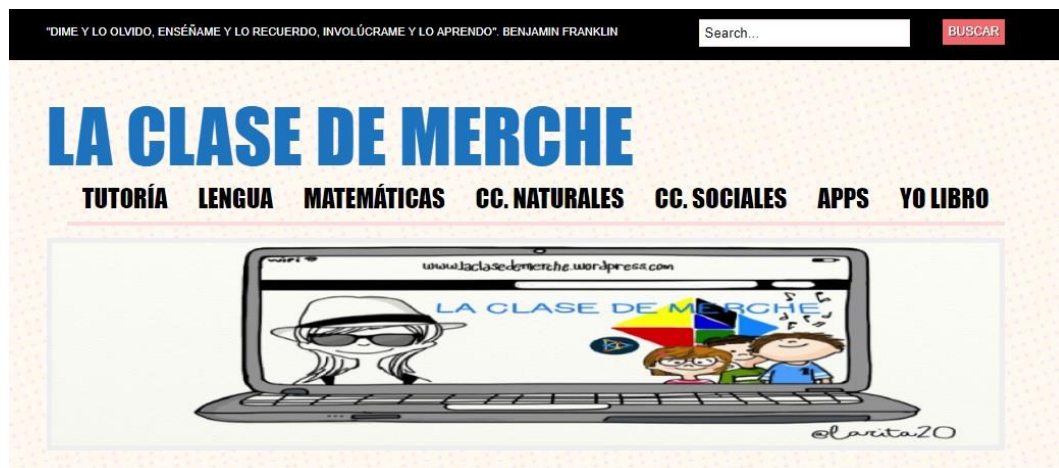 "DIME Y LO OLVIDO, ENSÉÑAME Y LO RECUERDO, INVOLÚCRAME Y LO APRENDO". BENJAMIN FRANKLIN
Search...
BUSCAR
LA CLASE DE MERCHE
TUTORÍA LENGUA MATEMÁTICAS CC. NATURALES CC. SOCIALES APPS YO LIBRO
WiFi
www.laclasedemerche.wordpress.com
LA CLASE DE MERCHE
@larita20